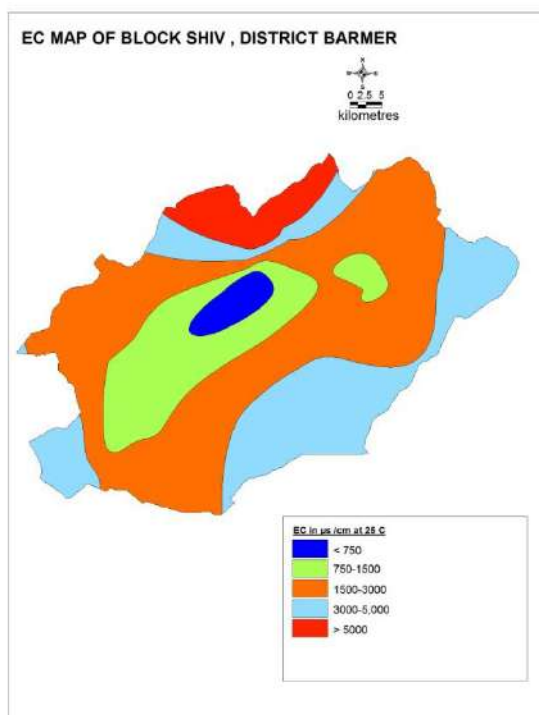 EC MAP OF BLOCK SHIV , DISTRICT BARMER
N
W E
S
0 2.5 5
kilometres
EC in µs /cm at 25 C
< 750
750-1500
1500-3000
3000-5,000
> 5000